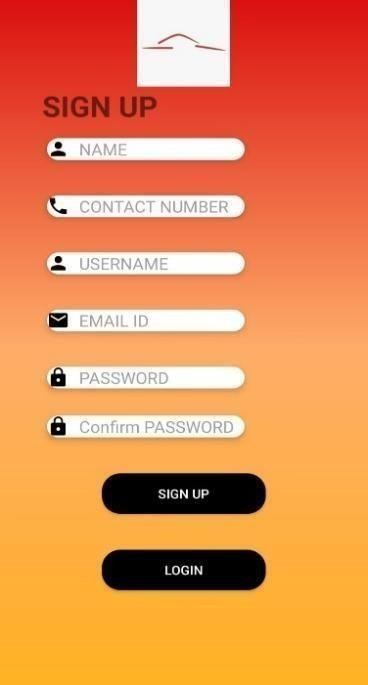 SIGN UP
NAME
CONTACT NUMBER
USERNAME
EMAIL ID
PASSWORD
Confirm PASSWORD
SIGN UP
LOGIN